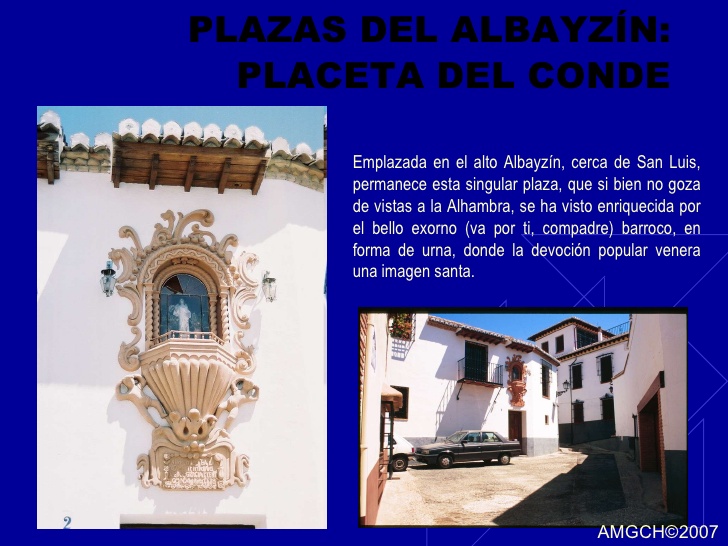 PLAZAS DEL ALBAYZÍN:
PLACETA DEL CONDE
Emplazada en el alto Albayzín, cerca de San Luis,
permanece esta singular plaza, que si bien no goza
de vistas a la Alhambra, se ha visto enriquecida por
el bello exorno (va por ti, compadre) barroco, en
forma de urna, donde la devoción popular venera
una imagen santa.
2
AMGCH©2007